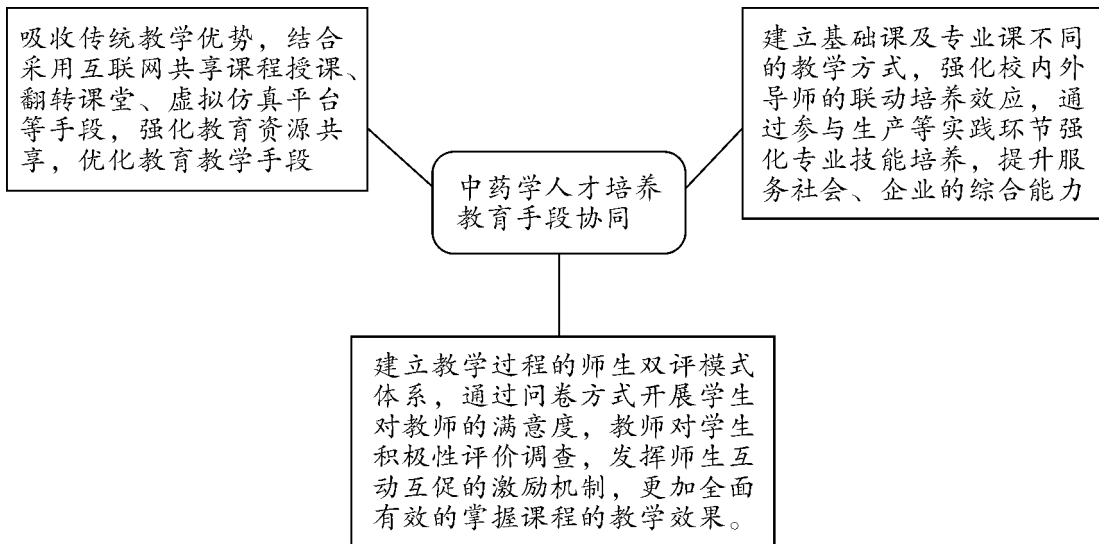 吸收传统教学优势，结合
采用互联网共享课程授课、
翻转课堂、虚拟仿真平台
等手段，强化教育资源共
享，优化教育教学手段
建立基础课及专业课不同
的教学方式，强化校内外
导师的联动培养效应，通
过参与生产等实践环节强
化专业技能培养，提升服
务社会、企业的综合能力
中药学人才培养
教育手段协同
建立教学过程的师生双评模式
体系，通过问卷方式开展学生
对教师的满意度，教师对学生
积极性评价调查，发挥师生互
动互促的激励机制，更加全面
有效的掌握课程的教学效果。